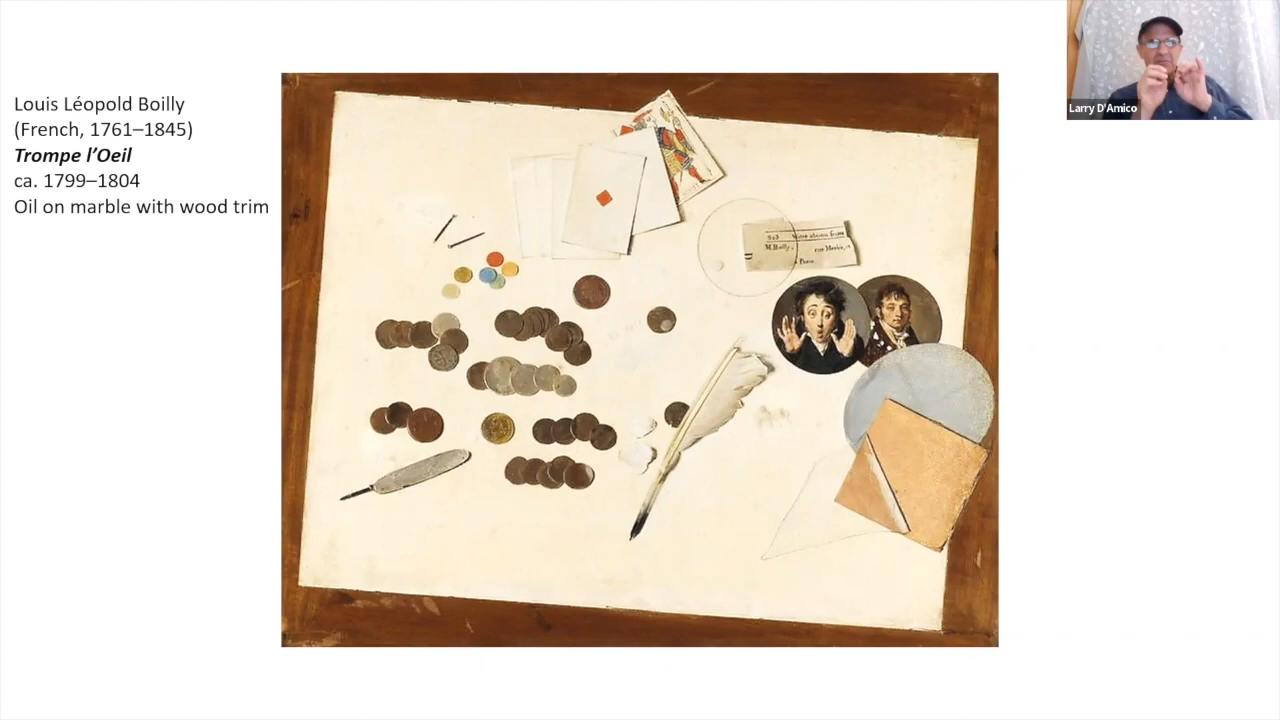 Louis Léopold Boilly
(French, 1761–1845)
Trompe l’Oeil
ca. 1799–1804
Oil on marble with wood trim
Larry D'Amico
M. Boilly,